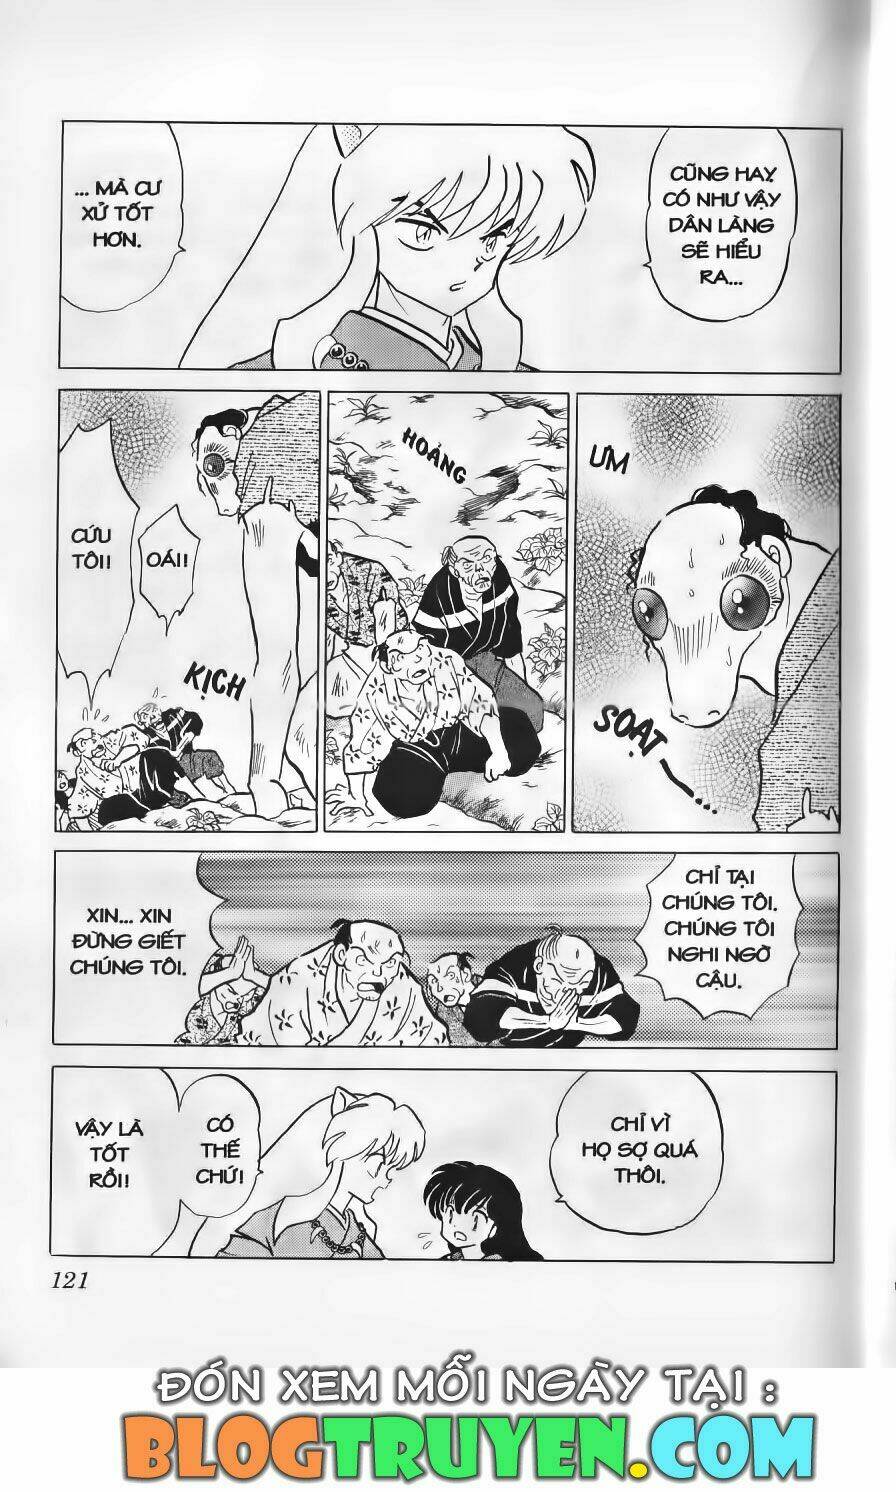 CŨNG HAY.
CÓ NHƯ VẬY
DÂN LÀNG
SẼ HIỂU
RA...
... MÀ CƯ
XỬ TỐT
HƠN.
ƯM
SOẠT
...
HOẢNG
CỨU
TÔI!
OÁI!
KỊCH
CHỈ TẠI
CHÚNG TÔI.
CHÚNG TÔI
NGHI NGỜ
CẬU.
XIN... XIN
ĐỪNG GIẾT
CHÚNG TÔI.
CHỈ VÌ
HỌ SỢ QUÁ
THÔI.
CÓ
THẾ
CHỨ!
VẬY LÀ
TỐT
RỒI!
121
ĐÓN XEM MỖI NGÀY TẠI :
BLOGTRUYEN.COM